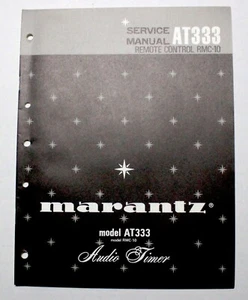 SERVICE
MANUAL AT333
REMOTE CONTROL RMC-10
marantz®
model AT333
model RMC-10
Audio Timer